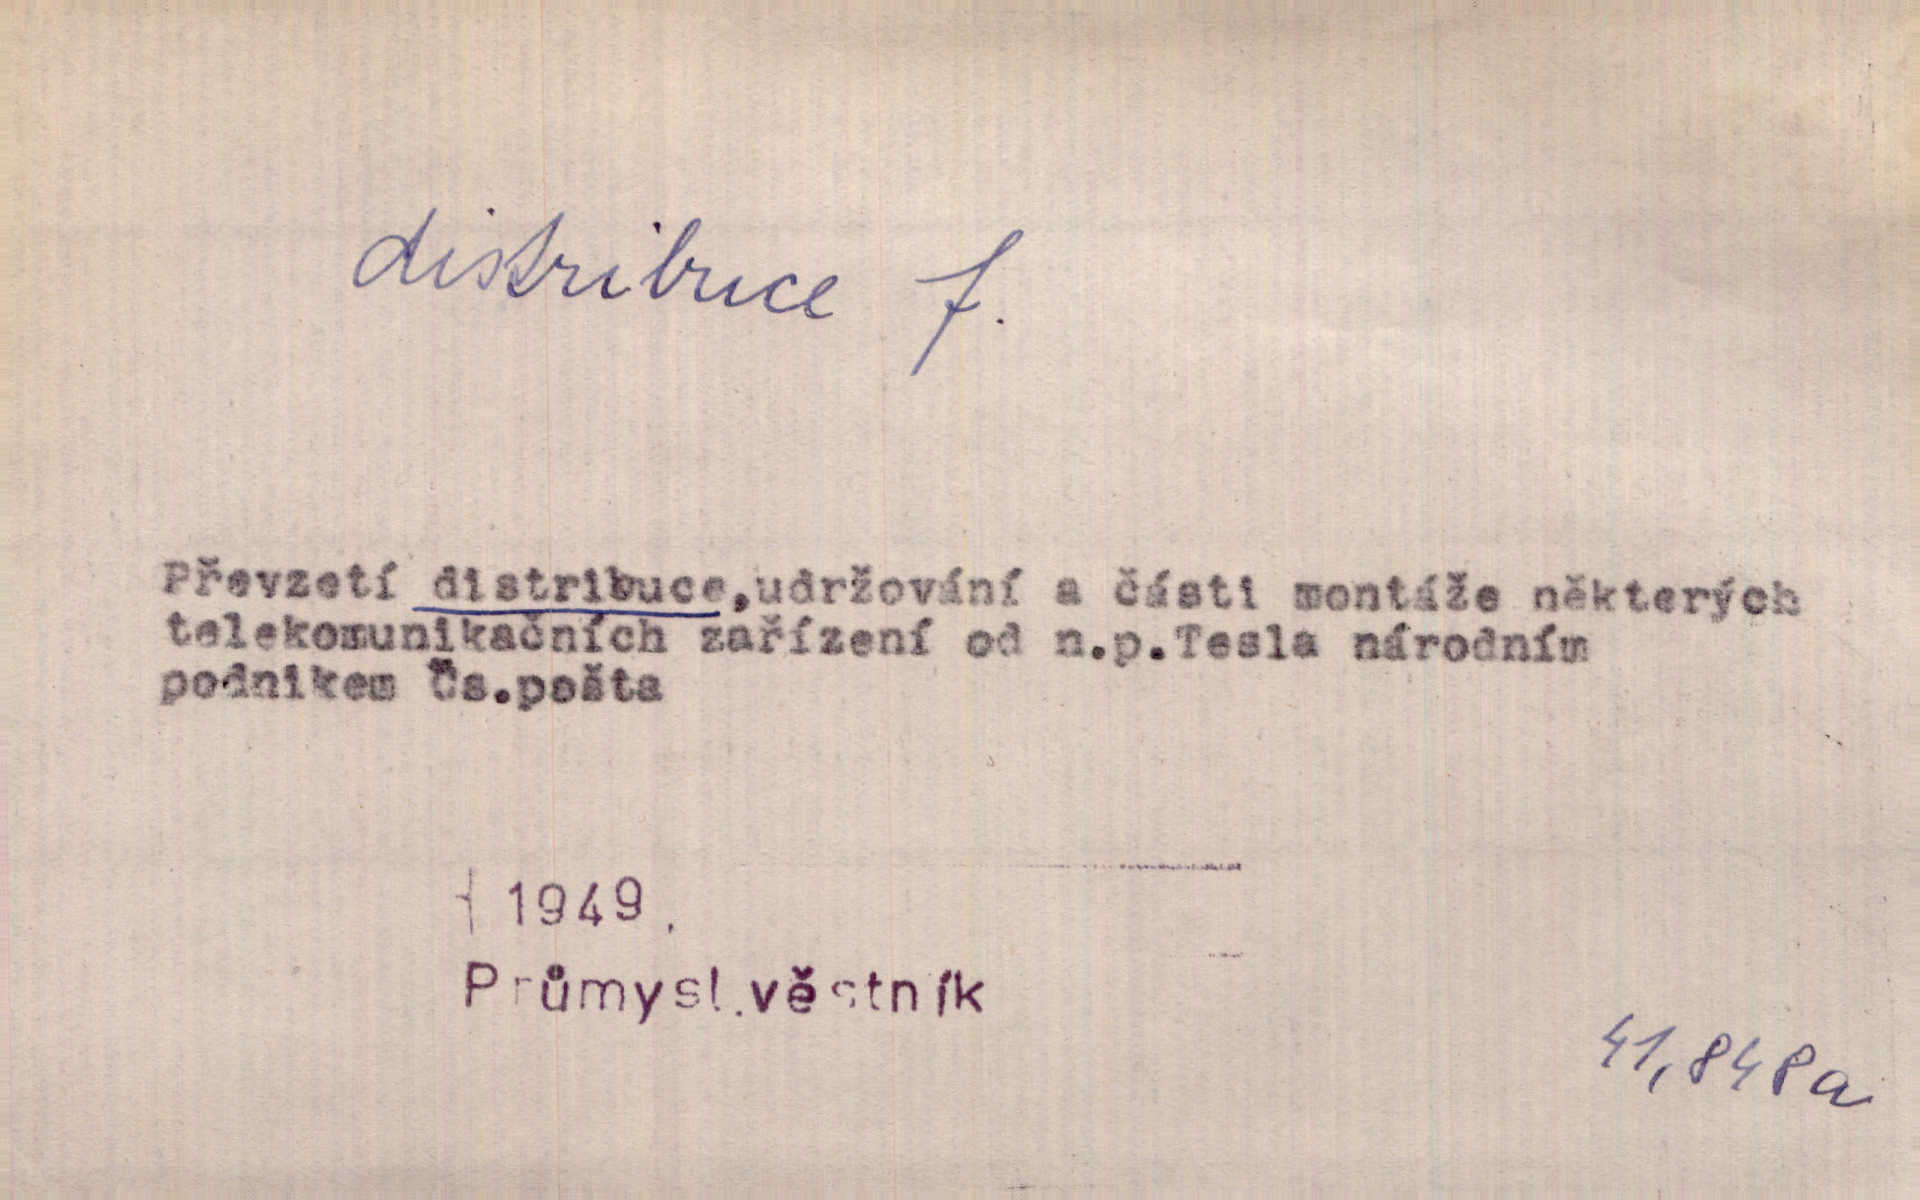 distribuce f.
Převzetí distribuce,udržování a části montáže některých
telekomunikačních zařízení od n.p.Tesla národním
podnikem Čs.pošta
1949.
Průmysl.věstník
41,848a